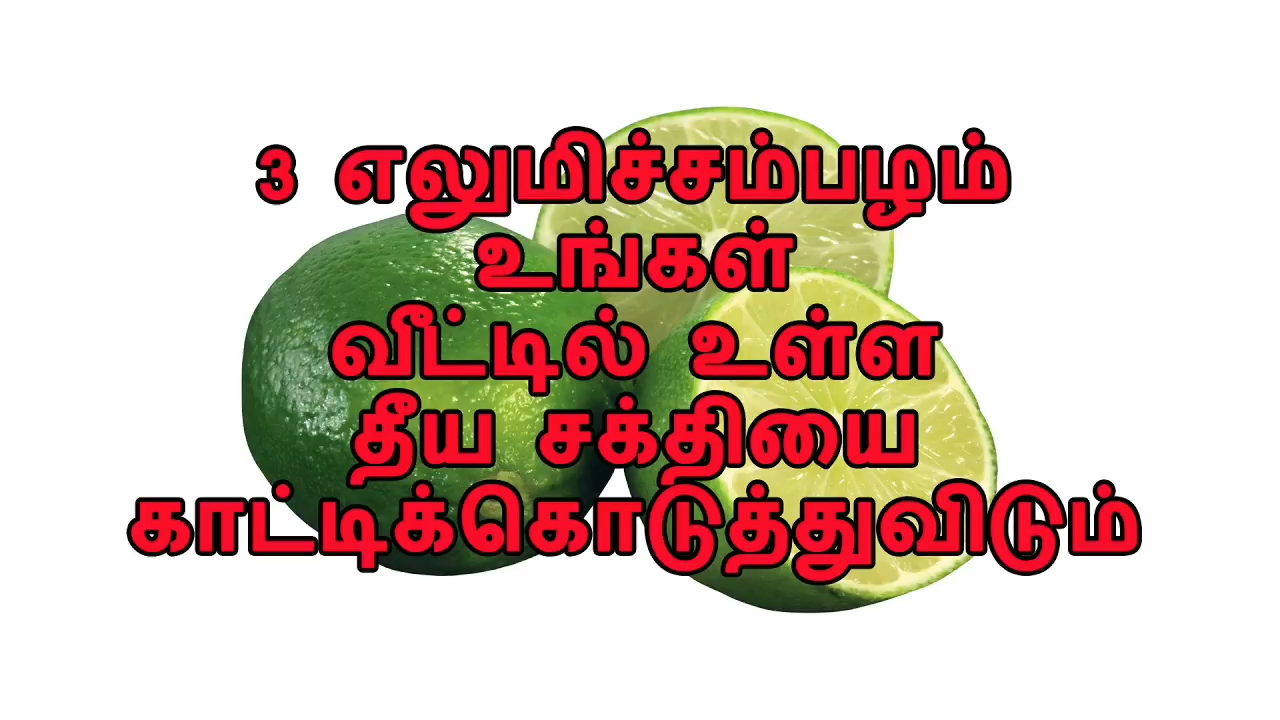 3 எலுமிச்சம்பழம்
உங்கள்
வீட்டில் உள்ள
தீய சக்தியை
காட்டிக்கொடுத்துவிடும்